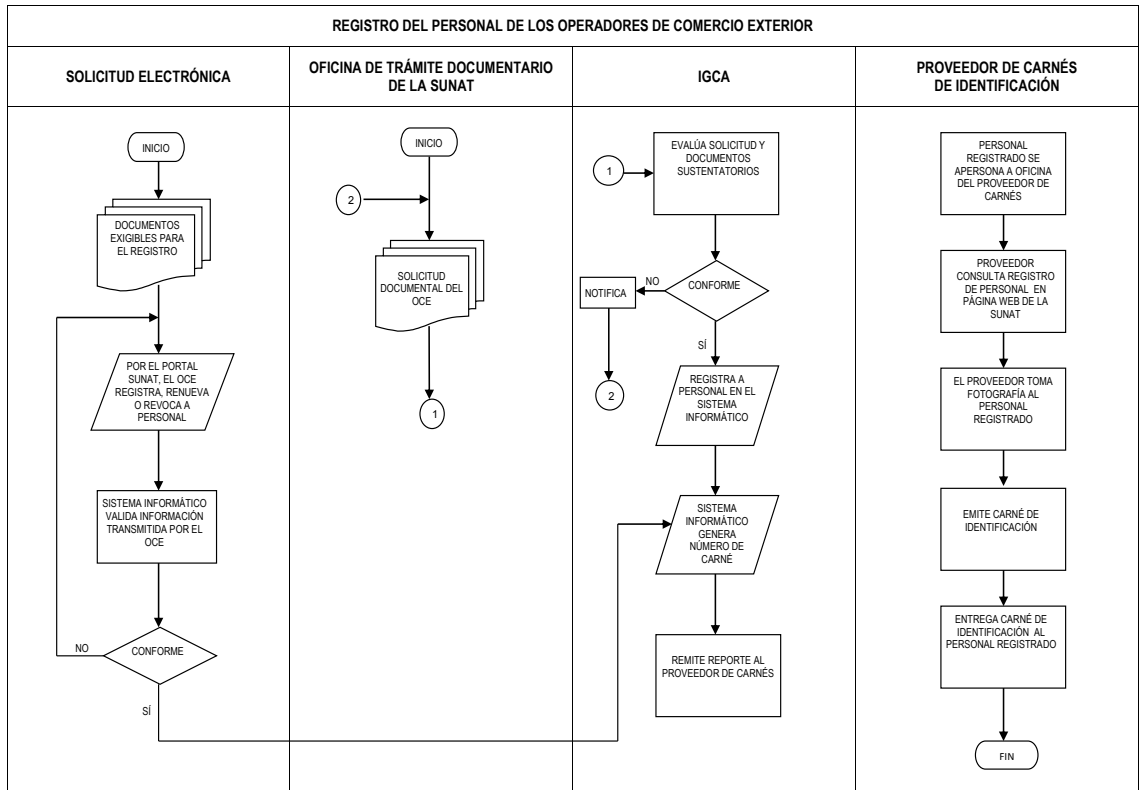 REGISTRO DEL PERSONAL DE LOS OPERADORES DE COMERCIO EXTERIOR
SOLICITUD ELECTRÓNICA
OFICINA DE TRÁMITE DOCUMENTARIO
DE LA SUNAT
IGCA
PROVEEDOR DE CARNÉS
DE IDENTIFICACIÓN
INICIO
DOCUMENTOS
EXIGIBLES PARA
EL REGISTRO
POR EL PORTAL
SUNAT, EL OCE
REGISTRA, RENUEVA
O REVOCA A
PERSONAL
SISTEMA INFORMÁTICO
VALIDA INFORMACIÓN
TRANSMITIDA POR EL
OCE
CONFORME
NO
SÍ
INICIO
2
SOLICITUD
DOCUMENTAL DEL
OCE
1
1
EVALÚA SOLICITUD Y
DOCUMENTOS
SUSTENTATORIOS
CONFORME
NO
NOTIFICA
2
SÍ
REGISTRA A
PERSONAL EN EL
SISTEMA
INFORMÁTICO
SISTEMA
INFORMÁTICO
GENERA
NÚMERO DE
CARNÉ
REMITE REPORTE AL
PROVEEDOR DE CARNÉS
PERSONAL
REGISTRADO SE
APERSONA A OFICINA
DEL PROVEEDOR DE
CARNÉS
PROVEEDOR
CONSULTA REGISTRO
DE PERSONAL EN
PÁGINA WEB DE LA
SUNAT
EL PROVEEDOR TOMA
FOTOGRAFÍA AL
PERSONAL
REGISTRADO
EMITE CARNÉ DE
IDENTIFICACIÓN
ENTREGA CARNÉ DE
IDENTIFICACIÓN AL
PERSONAL REGISTRADO
FIN